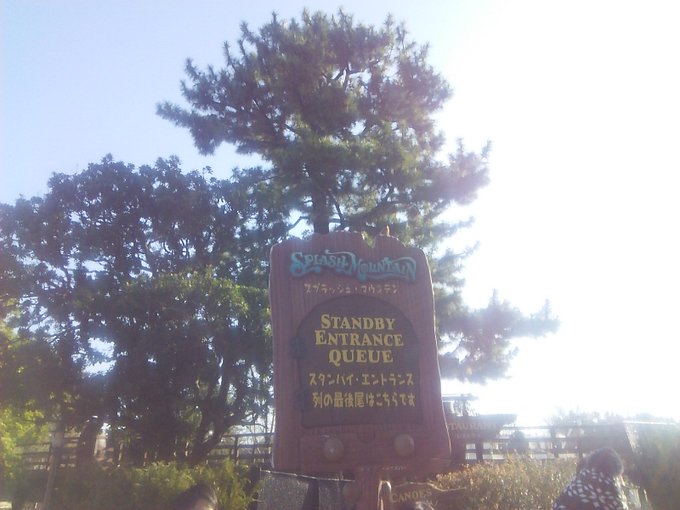 SPLASH MOUNTAIN
スプラッシュ・マウンテン
STANDBY
ENTRANCE
QUEUE
スタンバイ・エントランス
列の最後尾はこちらです
CANOES